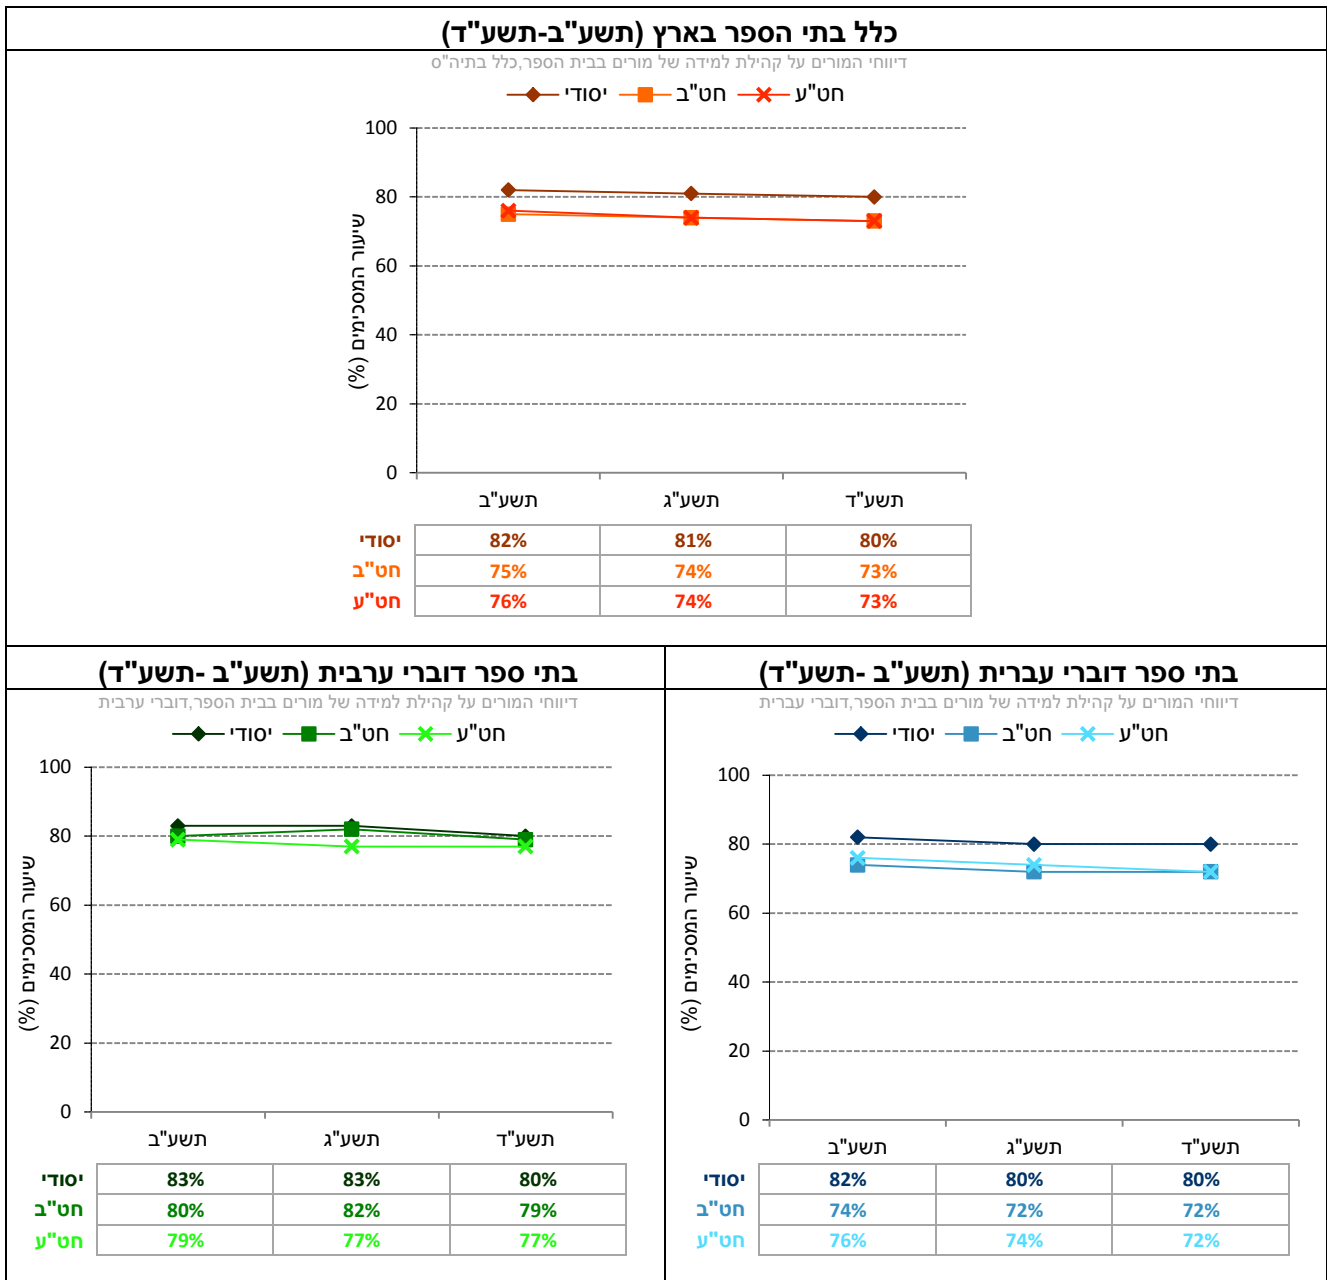 כלל בתי הספר בארץ (תשע"ב-תשע"ד)
דיווחי המורים על קהילת למידה של מורים בבית הספר,כלל בתיה"ס
יסודי חט"ב חט"ע
שיעור המסכימים (%)
100
80
60
40
20
0
תשע"ב תשע"ג תשע"ד
יסודי 82% 81% 80%
חט"ב 75% 74% 73%
חט"ע 76% 74% 73%
בתי ספר דוברי עברית (תשע"ב -תשע"ד)
דיווחי המורים על קהילת למידה של מורים בבית הספר,דוברי עברית
יסודי חט"ב חט"ע
שיעור המסכימים (%)
100
80
60
40
20
0
תשע"ב תשע"ג תשע"ד
יסודי 82% 80% 80%
חט"ב 74% 72% 72%
חט"ע 76% 74% 72%
בתי ספר דוברי ערבית (תשע"ב -תשע"ד)
דיווחי המורים על קהילת למידה של מורים בבית הספר,דוברי ערבית
יסודי חט"ב חט"ע
שיעור המסכימים (%)
100
80
60
40
20
0
תשע"ב תשע"ג תשע"ד
יסודי 83% 83% 80%
חט"ב 80% 82% 79%
חט"ע 79% 77% 77%